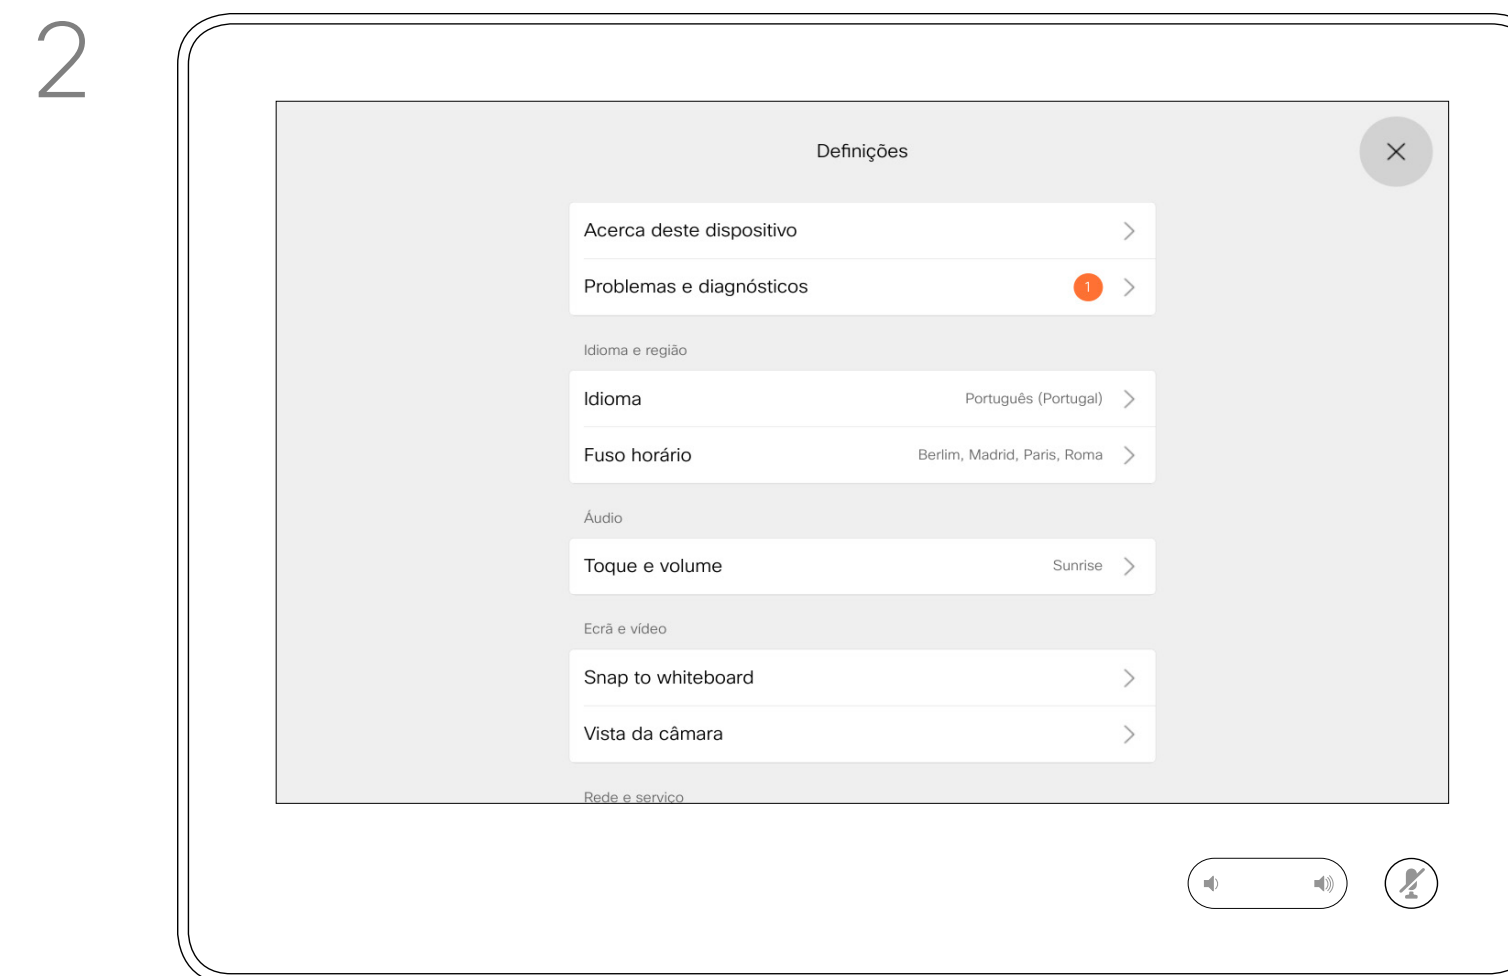 2
Definições
Acerca deste dispositivo
Problemas e diagnósticos 1
Idioma e região
Idioma Português (Portugal)
Fuso horário Berlim, Madrid, Paris, Roma
Áudio
Toque e volume Sunrise
Ecrã e vídeo
Snap to whiteboard
Vista da câmara
Rede e serviço